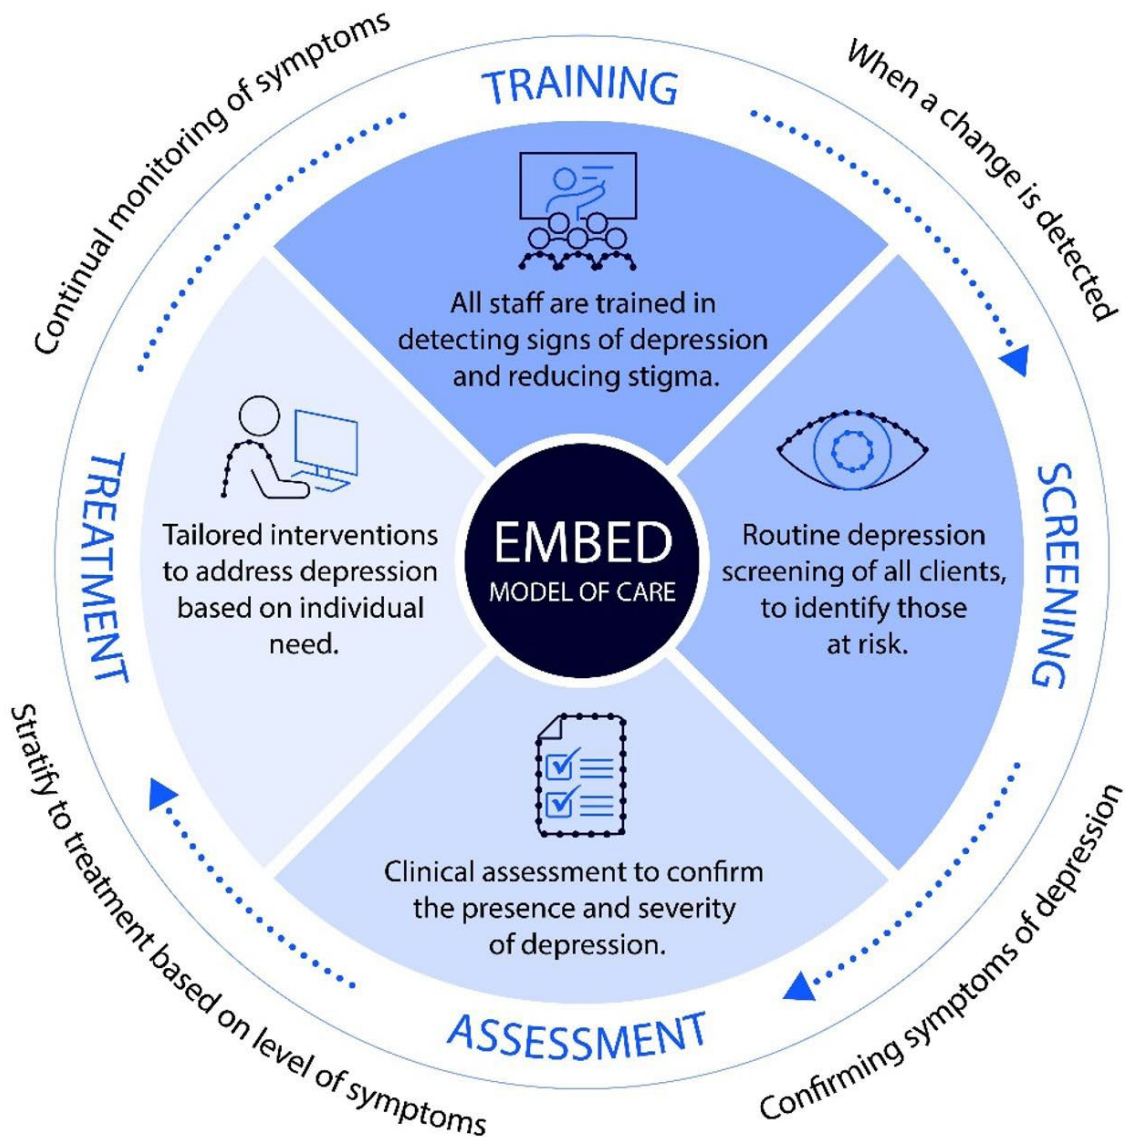 TRAINING
When a change is detected
All staff are trained in
detecting signs of depression
and reducing stigma.
SCREENING
Routine depression
screening of all clients,
to identify those
at risk.
Confirming symptoms of depression
ASSESSMENT
Clinical assessment to confirm
the presence and severity
of depression.
Stratify to treatment based on level of symptoms
TREATMENT
Tailored interventions
to address depression
based on individual
need.
Continual monitoring of symptoms
EMBED
MODEL OF CARE